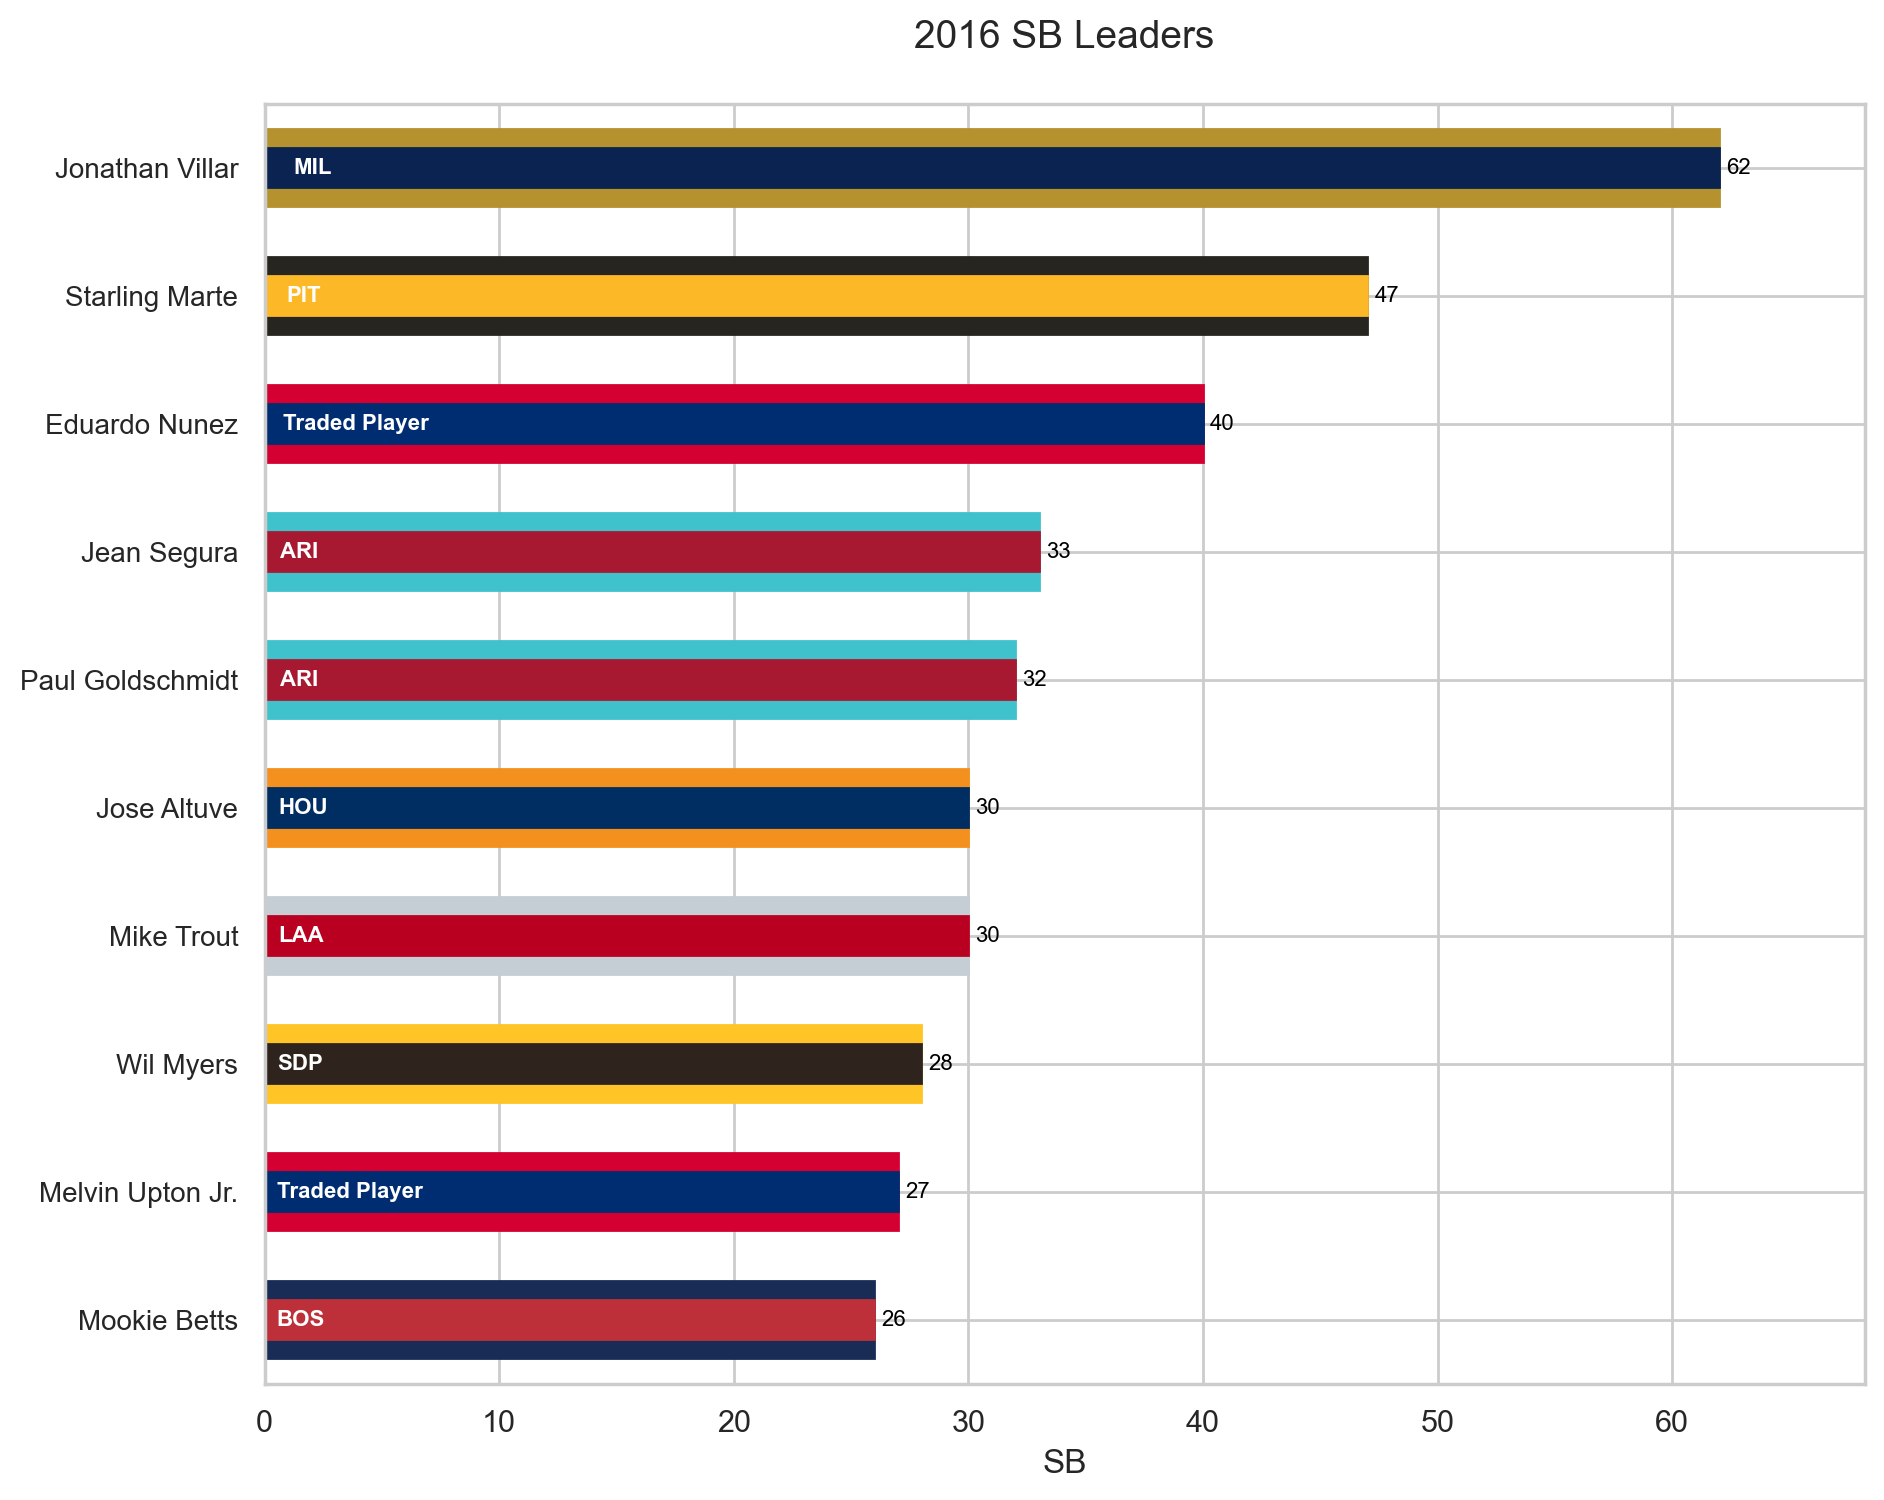 2016 SB Leaders
Jonathan Villar MIL 62
Starling Marte PIT 47
Eduardo Nunez Traded Player 40
Jean Segura ARI 33
Paul Goldschmidt ARI 32
Jose Altuve HOU 30
Mike Trout LAA 30
Wil Myers SDP 28
Melvin Upton Jr. Traded Player 27
Mookie Betts BOS 26
0 10 20 30 40 50 60
SB